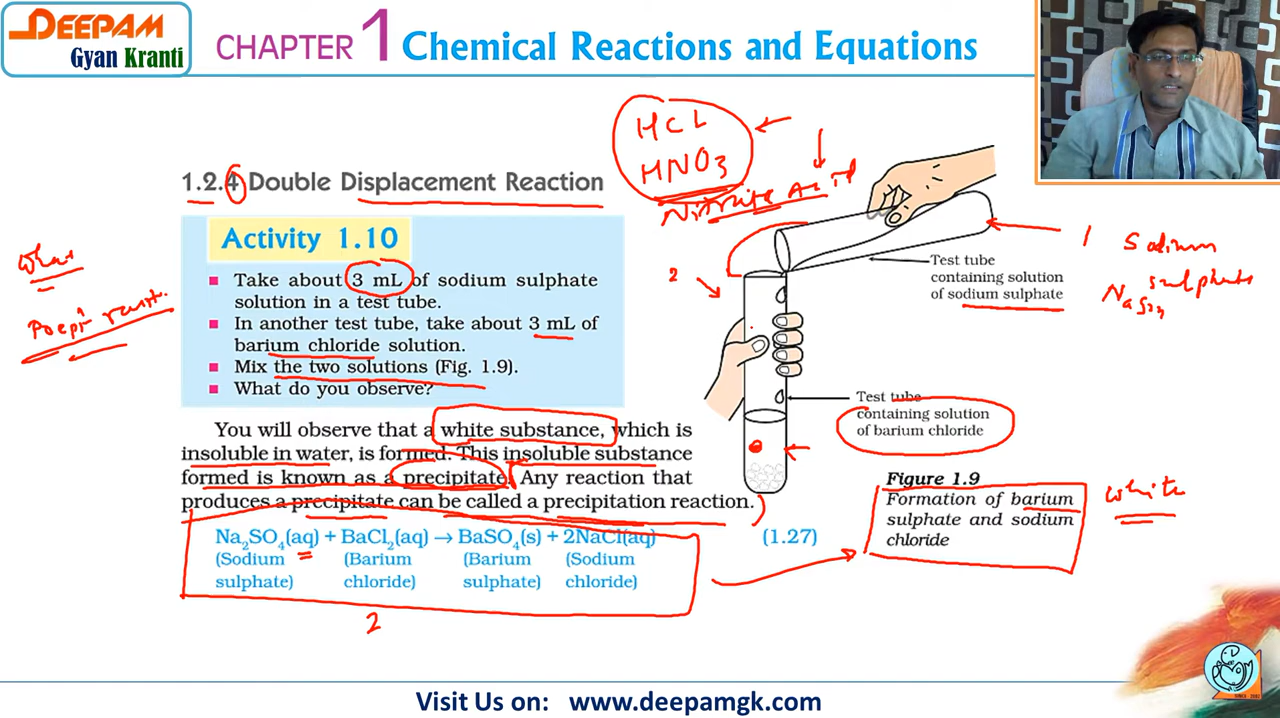 DEEPAM
Gyan Kranti
CHAPTER 1 Chemical Reactions and Equations
HCL
HNO3
1.2.4 Double Displacement Reaction
Acid
Activity 1.10
What
■ Take about 3 mL of sodium sulphate
solution in a test tube.
■ In another test tube, take about 3 mL of
barium chloride solution.
■ Mix the two solutions (Fig. 1.9).
■ What do you observe?
2
1 Sodium
sulphate
Test tube
containing solution
of sodium sulphate
Test tube
containing solution
of barium chloride
You will observe that a white substance, which is
insoluble in water, is formed. This insoluble substance
formed is known as a precipitate. Any reaction that
produces a precipitate can be called a precipitation reaction.
Na₂SO₄(aq) + BaCl₂(aq) → BaSO₄(s) + 2NaCl(aq) (1.27)
(Sodium (Barium (Barium (Sodium
sulphate) chloride) sulphate) chloride)
2
Figure 1.9
Formation of barium
sulphate and sodium
chloride
white
Visit Us on: www.deepamgk.com